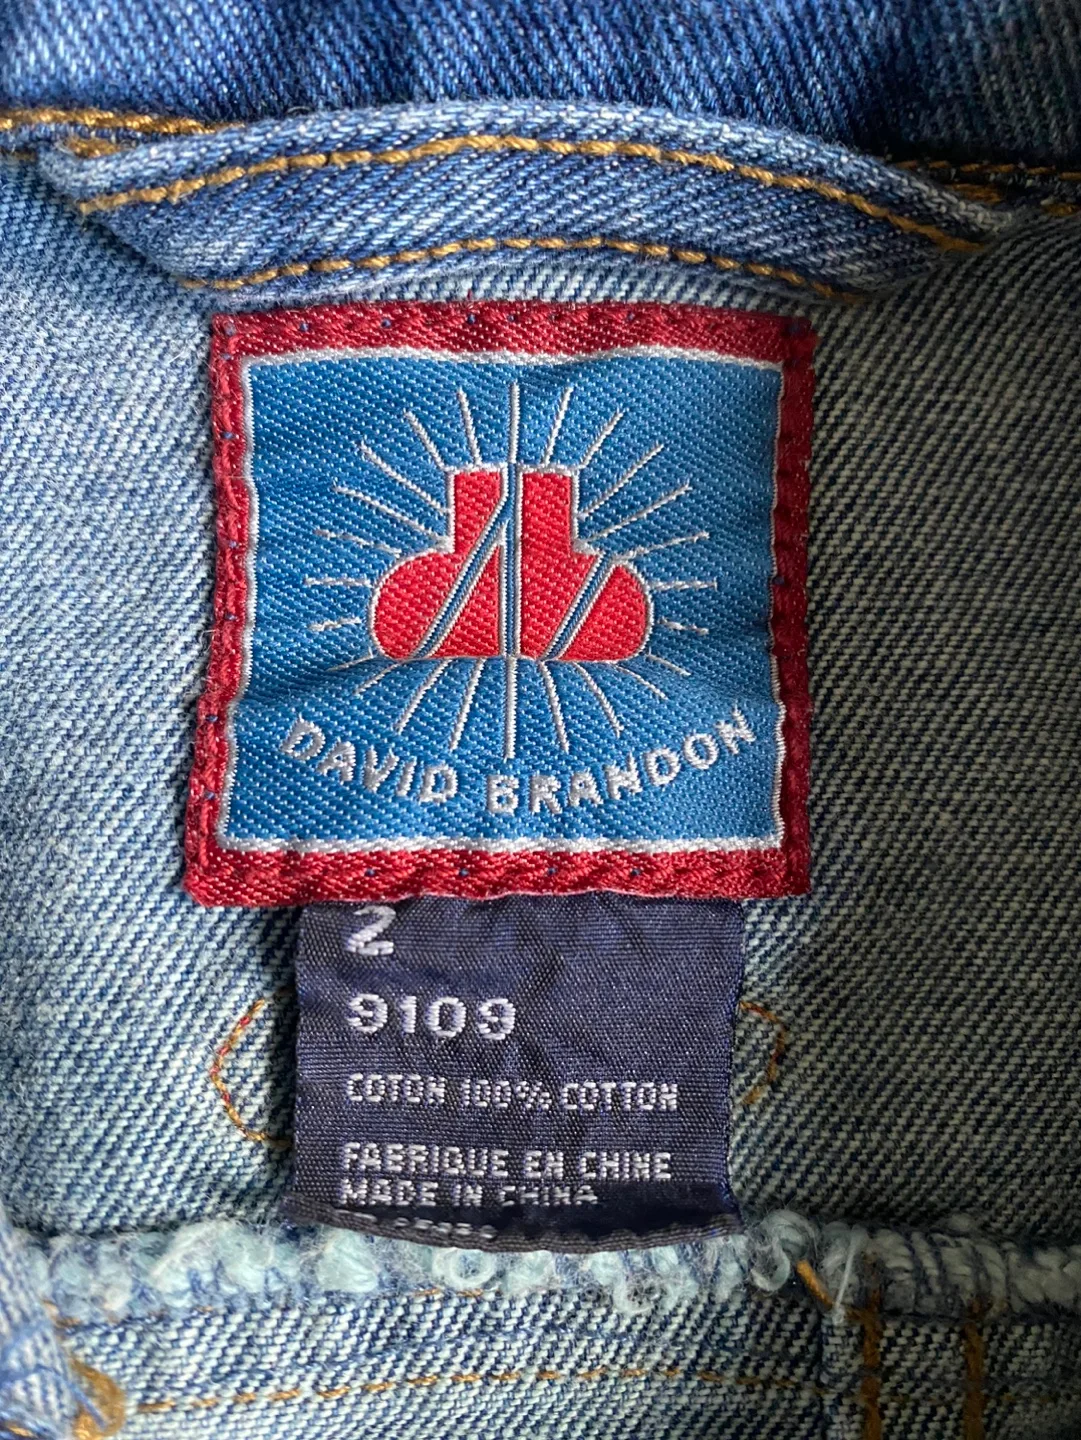 DAVID BRANDON
2
9109
COTON 100% COTTON
FABRIQUE EN CHINE
MADE IN CHINA